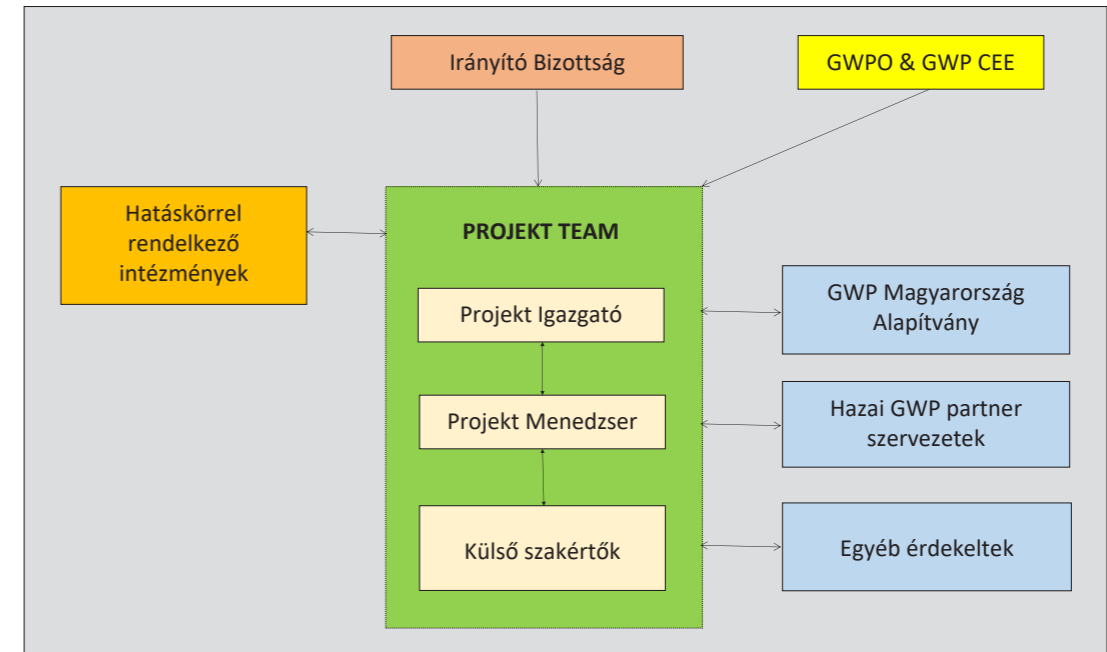 Irányító Bizottság
GWPO & GWP CEE
Hatáskörrel
rendelkező
intézmények
PROJEKT TEAM
Projekt Igazgató
Projekt Menedzser
Külső szakértők
GWP Magyarország
Alapítvány
Hazai GWP partner
szervezetek
Egyéb érdekeltek